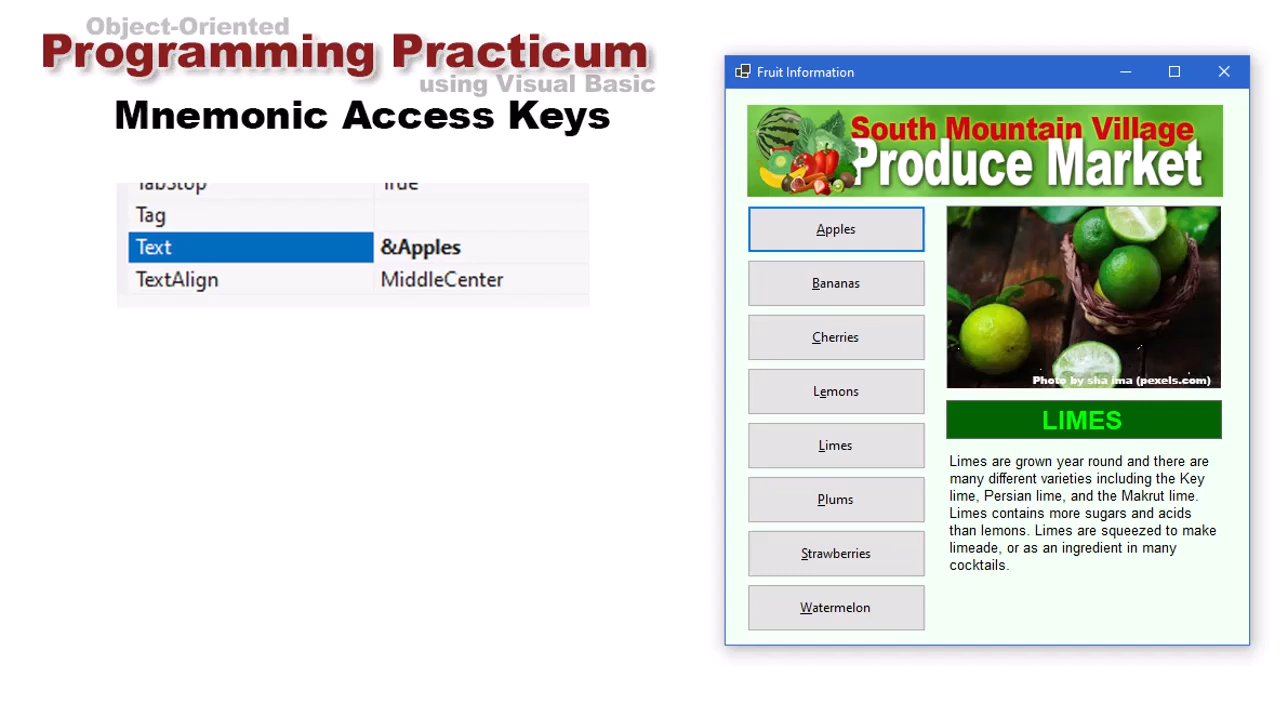 Object-Oriented
Programming Practicum
using Visual Basic
Mnemonic Access Keys
TabStop True
Tag
Text &Apples
TextAlign MiddleCenter
Fruit Information
South Mountain Village
Produce Market
Apples
Bananas
Cherries
Lemons
Limes
Plums
Strawberries
Watermelon
Photo by sha ima (pexels.com)
LIMES
Limes are grown year round and there are
many different varieties including the Key
lime, Persian lime, and the Makrut lime.
Limes contains more sugars and acids
than lemons. Limes are squeezed to make
limeade, or as an ingredient in many
cocktails.